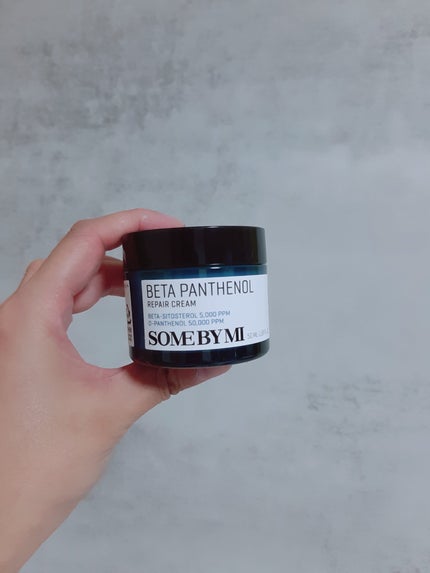 BETA PANTHENOL
REPAIR CREAM
BETA-SITOSTEROL 5,000 PPM
D-PANTHENOL 50,000 PPM
SOME BY MI